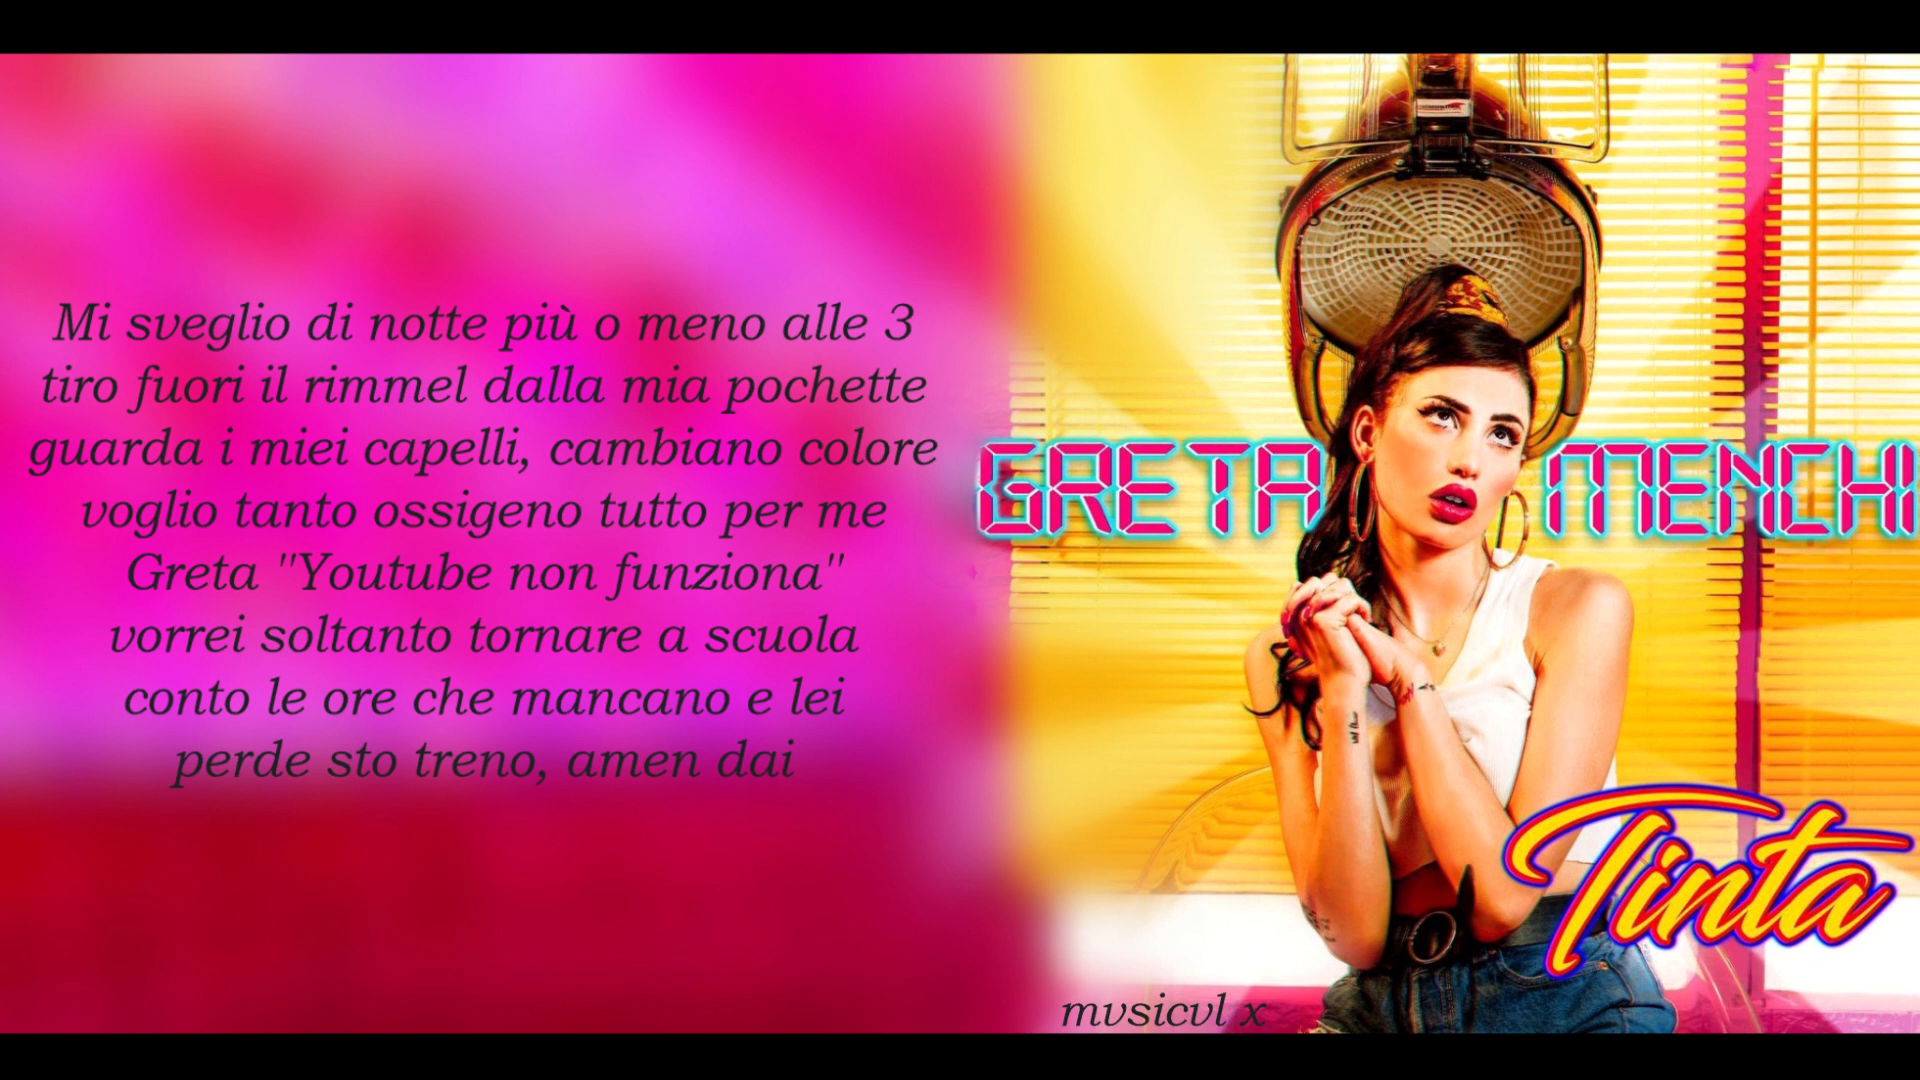 Mi sveglio di notte più o meno alle 3
tiro fuori il rimmel dalla mia pochette
guarda i miei capelli, cambiano colore
voglio tanto ossigeno tutto per me
Greta "Youtube non funziona"
vorrei soltanto tornare a scuola
conto le ore che mancano e lei
perde sto treno, amen dai
GRETA MENCHI
Tinta
mvsicvl x